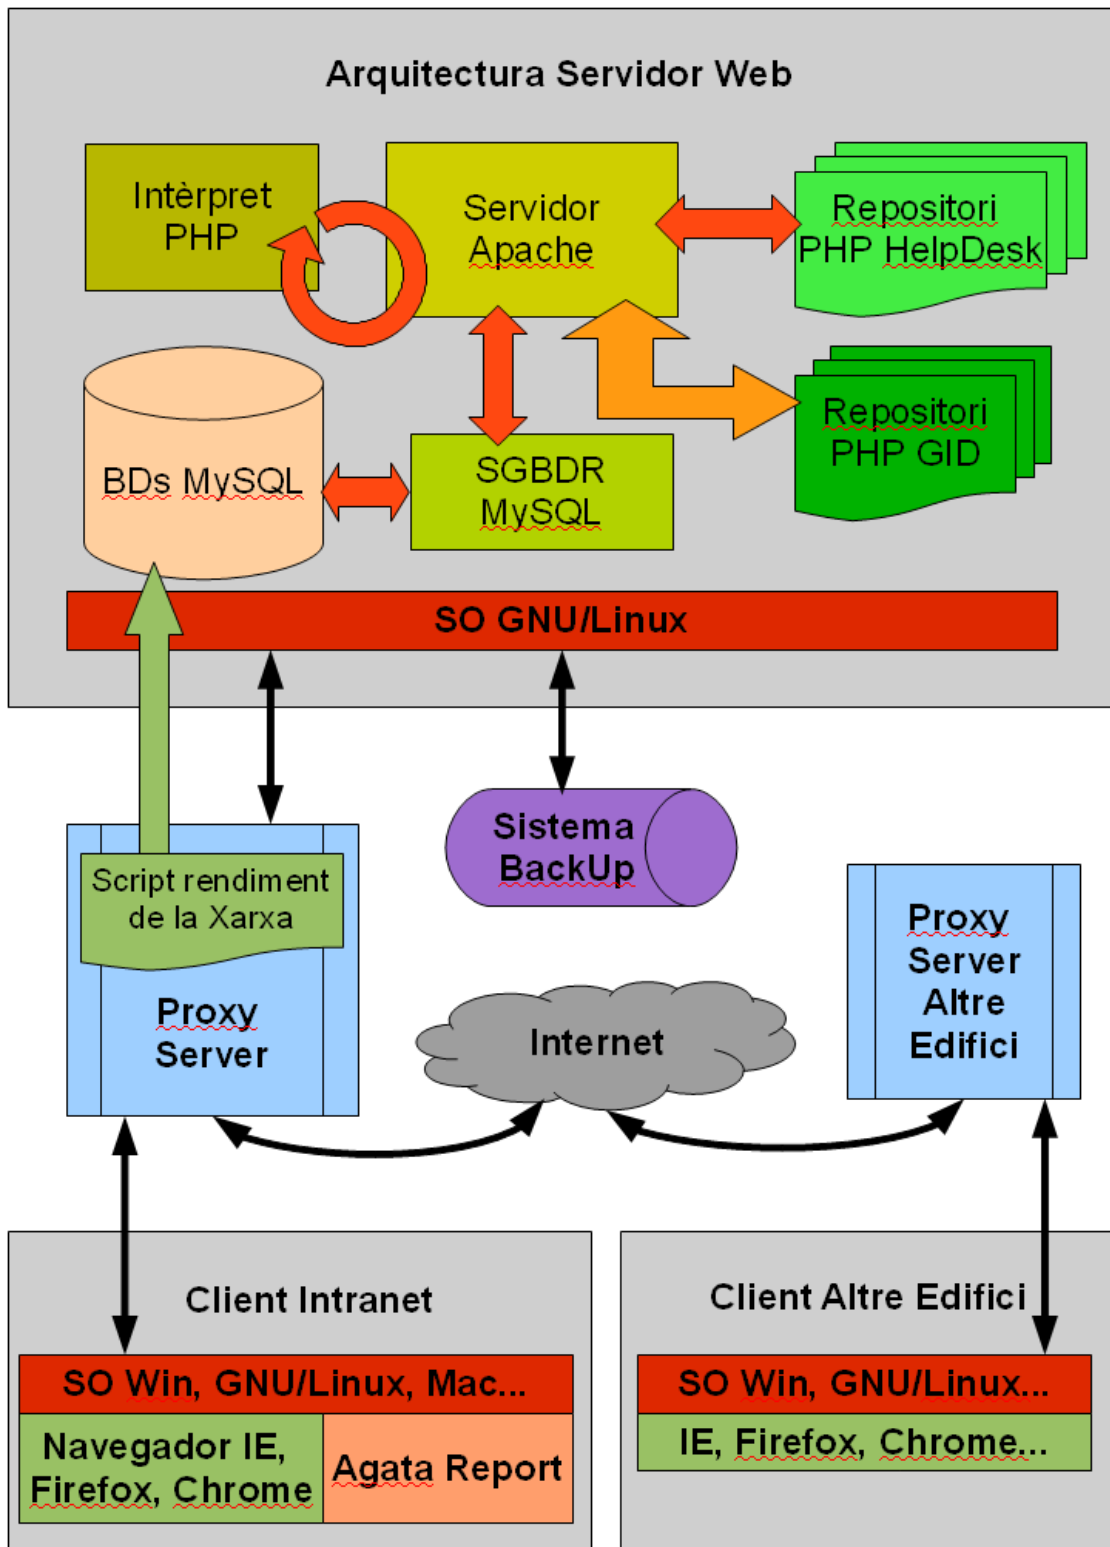 Arquitectura Servidor Web
Intèrpret
PHP
Servidor
Apache
Repositori
PHP HelpDesk
BDs MySQL
SGBDR
MySQL
Repositori
PHP GID
SO GNU/Linux
Sistema
BackUp
Script rendiment
de la Xarxa
Proxy
Server
Internet
Proxy
Server
Altre
Edifici
Client Intranet
SO Win, GNU/Linux, Mac...
Navegador IE,
Firefox, Chrome
Agata Report
Client Altre Edifici
SO Win, GNU/Linux...
IE, Firefox, Chrome...